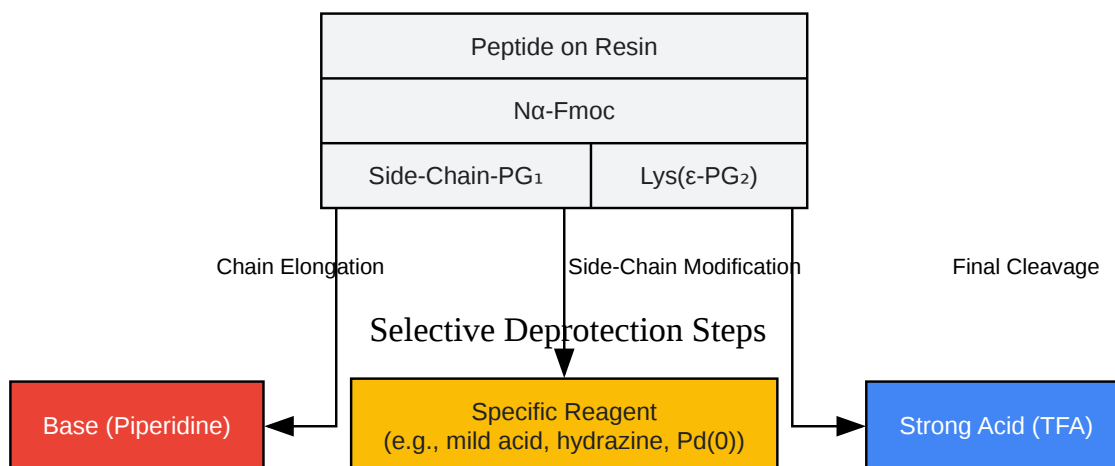 Peptide on Resin
Nα-Fmoc
Side-Chain-PG₁
Lys(ε-PG₂)
Chain Elongation
Side-Chain Modification
Final Cleavage
Selective Deprotection Steps
Base (Piperidine)
Specific Reagent
(e.g., mild acid, hydrazine, Pd(0))
Strong Acid (TFA)